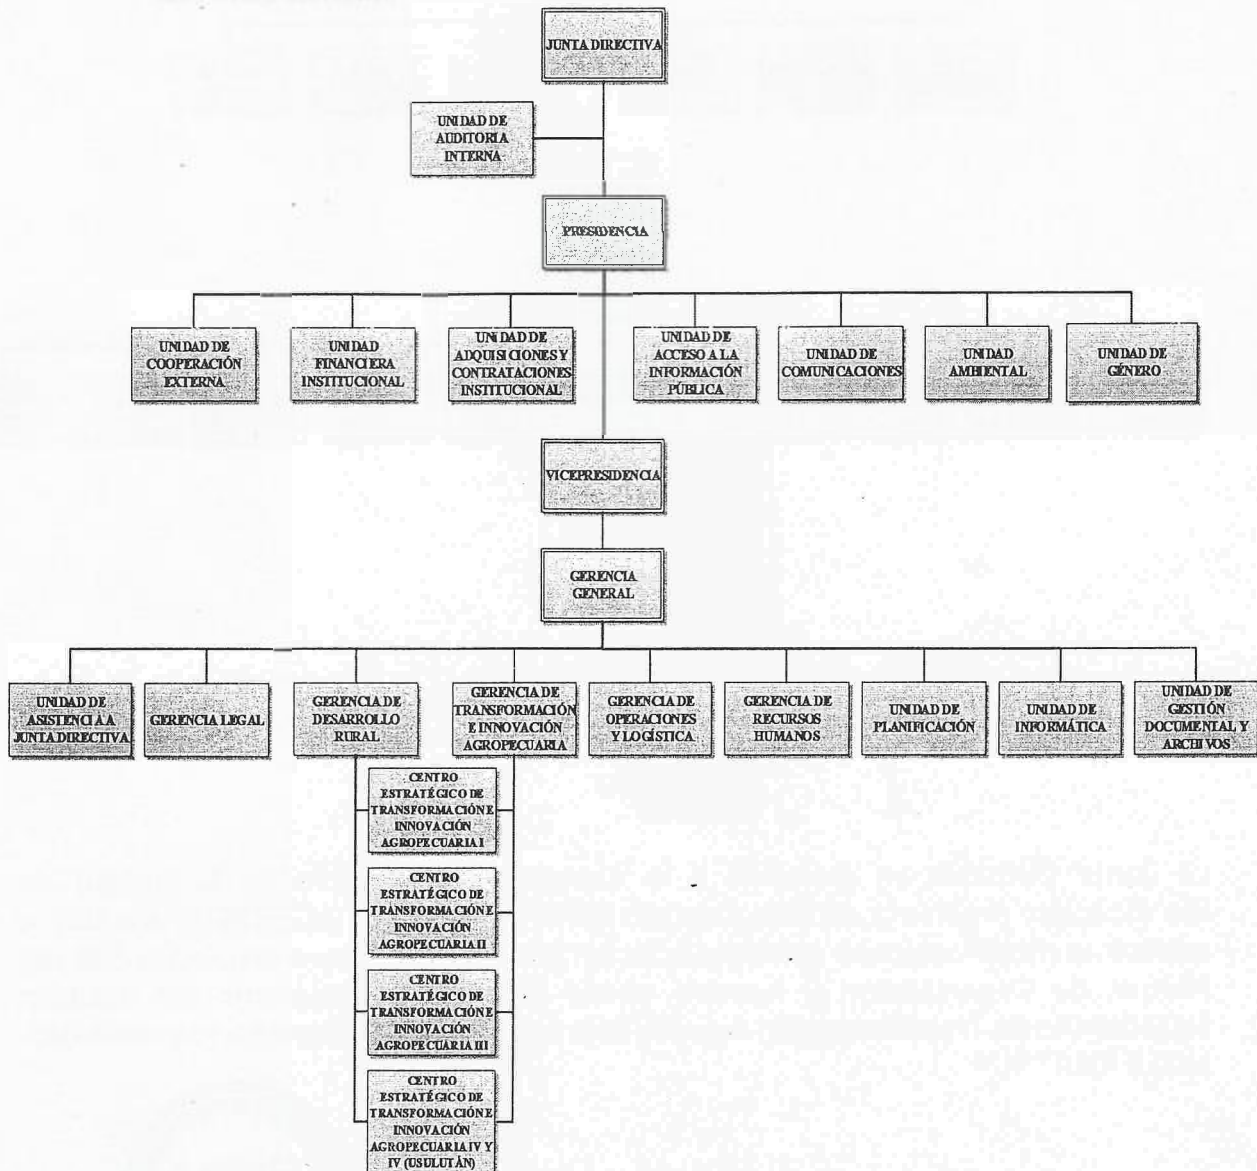 JUNTA DIRECTIVA
UNIDAD DE
AUDITORIA
INTERNA
PRESIDENCIA
UNIDAD DE
COOPERACIÓN
EXTERNA
UNIDAD
FINANCIERA
INSTITUCIONAL
UNIDAD DE
ADQUISICIONES Y
CONTRATACIONES
INSTITUCIONAL
UNIDAD DE
ACCESO A LA
INFORMACIÓN
PÚBLICA
UNIDAD DE
COMUNICACIONES
UNIDAD
AMBIENTAL
UNIDAD DE
GÉNERO
VICEPRESIDENCIA
GERENCIA
GENERAL
UNIDAD DE
ASISTENCIA A
JUNTA DIRECTIVA
GERENCIA LEGAL
GERENCIA DE
DESARROLLO
RURAL
GERENCIA DE
TRANSFORMACIÓN
E INNOVACIÓN
AGROPECUARIA
GERENCIA DE
OPERACIONES
Y LOGÍSTICA
GERENCIA DE
RECURSOS
HUMANOS
UNIDAD DE
PLANIFICACIÓN
UNIDAD DE
INFORMÁTICA
UNIDAD DE
GESTIÓN
DOCUMENTAL Y
ARCHIVOS
CENTRO
ESTRATÉGICO DE
TRANSFORMACIÓN E
INNOVACIÓN
AGROPECUARIA I
CENTRO
ESTRATÉGICO DE
TRANSFORMACIÓN E
INNOVACIÓN
AGROPECUARIA II
CENTRO
ESTRATÉGICO DE
TRANSFORMACIÓN E
INNOVACIÓN
AGROPECUARIA III
CENTRO
ESTRATÉGICO DE
TRANSFORMACIÓN E
INNOVACIÓN
AGROPECUARIA IV Y
IV (USULUTÁN)